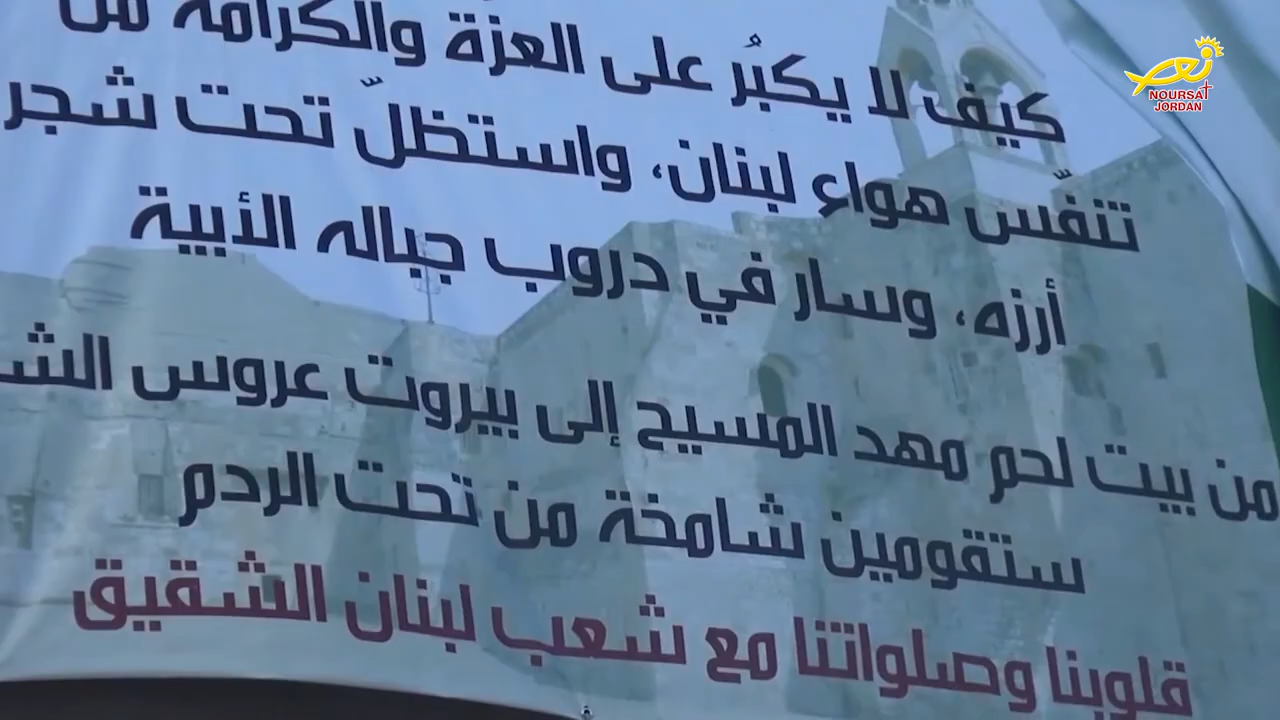 كيف لا يكبُر على العزة والكرامة من
تتنفّس هواء لبنان، واستظلّ تحت شجر
أرزه، وسار في دروب جباله الأبية
من بيت لحم مهد المسيح إلى بيروت عروس
ستقومين شامخة من تحت الردم
قلوبنا وصلواتنا مع شعب لبنان الشقيق
NOURSAT
JORDAN